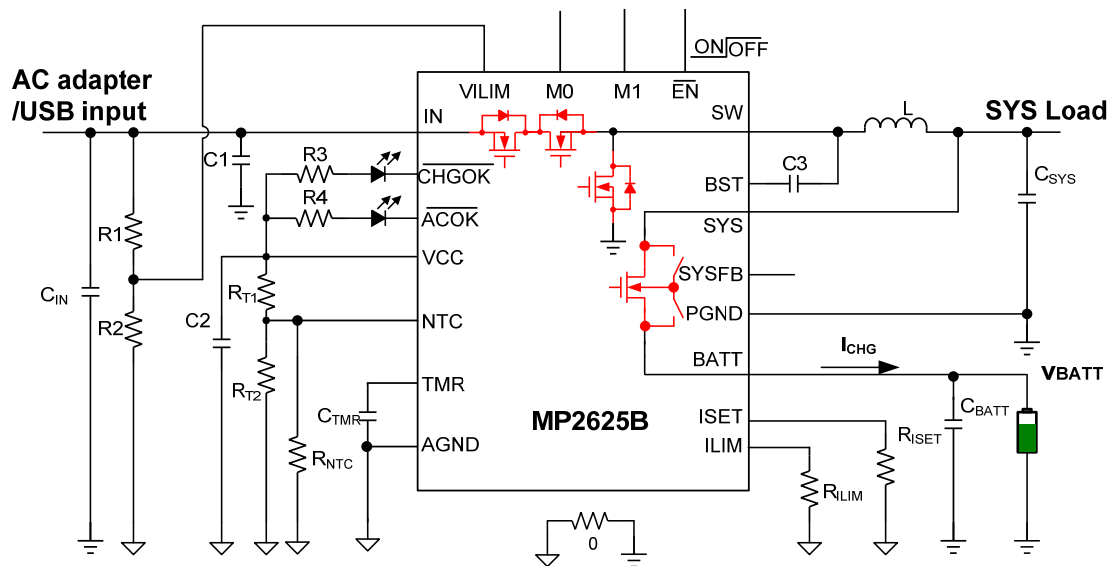 ON OFF
AC adapter
/USB input
VILIM M0 M1 EN
IN
SW
L
SYS Load
C1
R3
CHGOK
C3
BST
CSYS
R4
ACOK
SYS
R1
VCC
SYSFB
CIN
RT1
C2
R2
NTC
PGND
RT2
BATT
ICHG
VBATT
TMR
CTMR
MP2625B
ISET
CBATT
AGND
RNTC
ILIM
RISET
RILIM
0